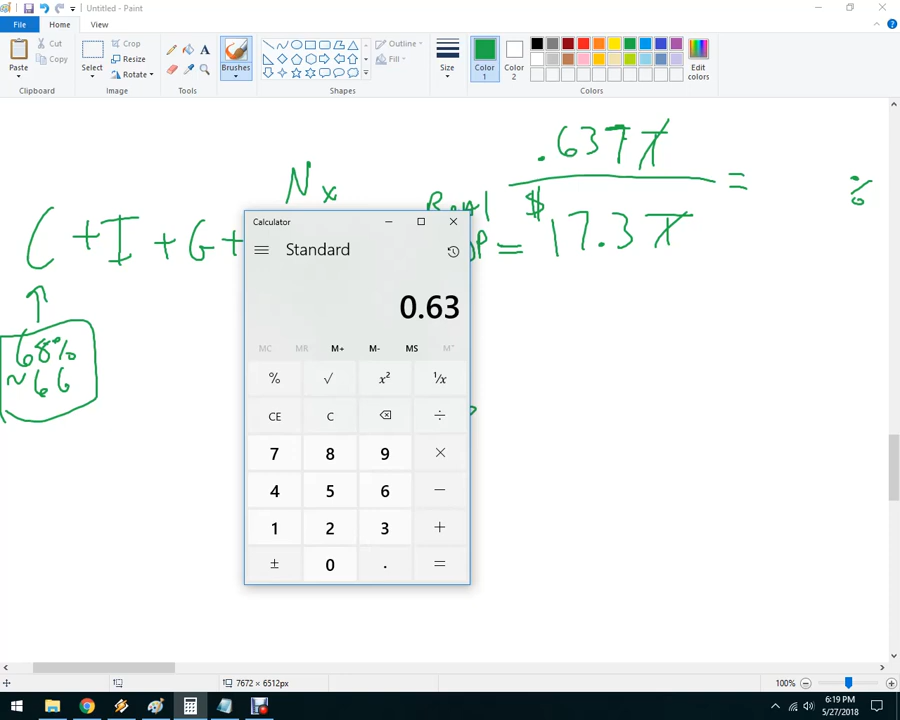 Untitled - Paint
File Home View
Paste Cut Copy
Clipboard
Select Crop Resize Rotate
Image
Tools
Brushes
Shapes
Outline Fill
Size
Color 1 Color 2
Edit colors
Colors
.637T
Nx
Real
=
%
$17.3T
C + I + G +
=
68%
~66
Calculator
Standard
0.63
MC MR M+ M- MS M
% √ x² ¹/x
CE C ÷
7 8 9 ×
4 5 6 −
1 2 3 +
± 0 . =
7672 × 6512px
100%
6:19 PM
5/27/2018